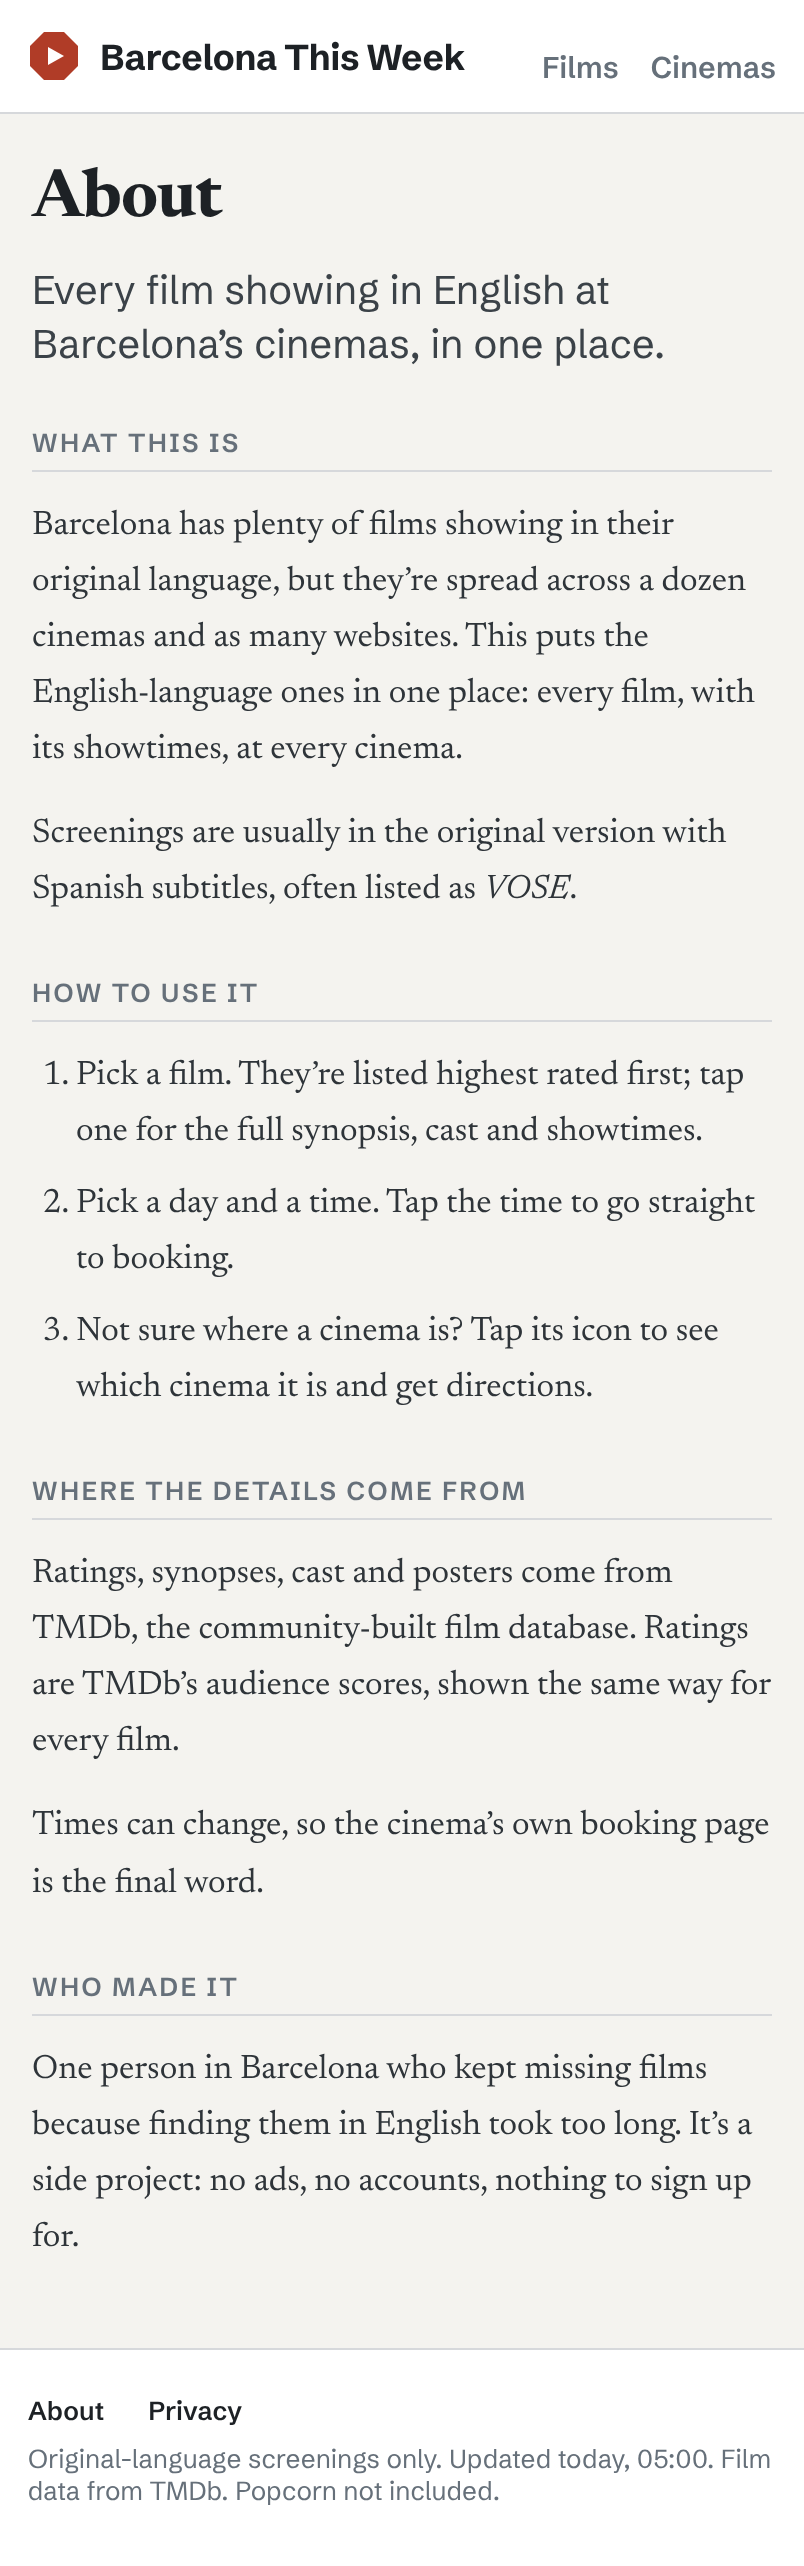 Barcelona This Week
Films
Cinemas
About
Every film showing in English at
Barcelona’s cinemas, in one place.
WHAT THIS IS
Barcelona has plenty of films showing in their
original language, but they’re spread across a dozen
cinemas and as many websites. This puts the
English-language ones in one place: every film, with
its showtimes, at every cinema.
Screenings are usually in the original version with
Spanish subtitles, often listed as VOSE.
HOW TO USE IT
1. Pick a film. They’re listed highest rated first; tap
one for the full synopsis, cast and showtimes.
2. Pick a day and a time. Tap the time to go straight
to booking.
3. Not sure where a cinema is? Tap its icon to see
which cinema it is and get directions.
WHERE THE DETAILS COME FROM
Ratings, synopses, cast and posters come from
TMDb, the community-built film database. Ratings
are TMDb’s audience scores, shown the same way for
every film.
Times can change, so the cinema’s own booking page
is the final word.
WHO MADE IT
One person in Barcelona who kept missing films
because finding them in English took too long. It’s a
side project: no ads, no accounts, nothing to sign up
for.
About
Privacy
Original-language screenings only. Updated today, 05:00. Film
data from TMDb. Popcorn not included.